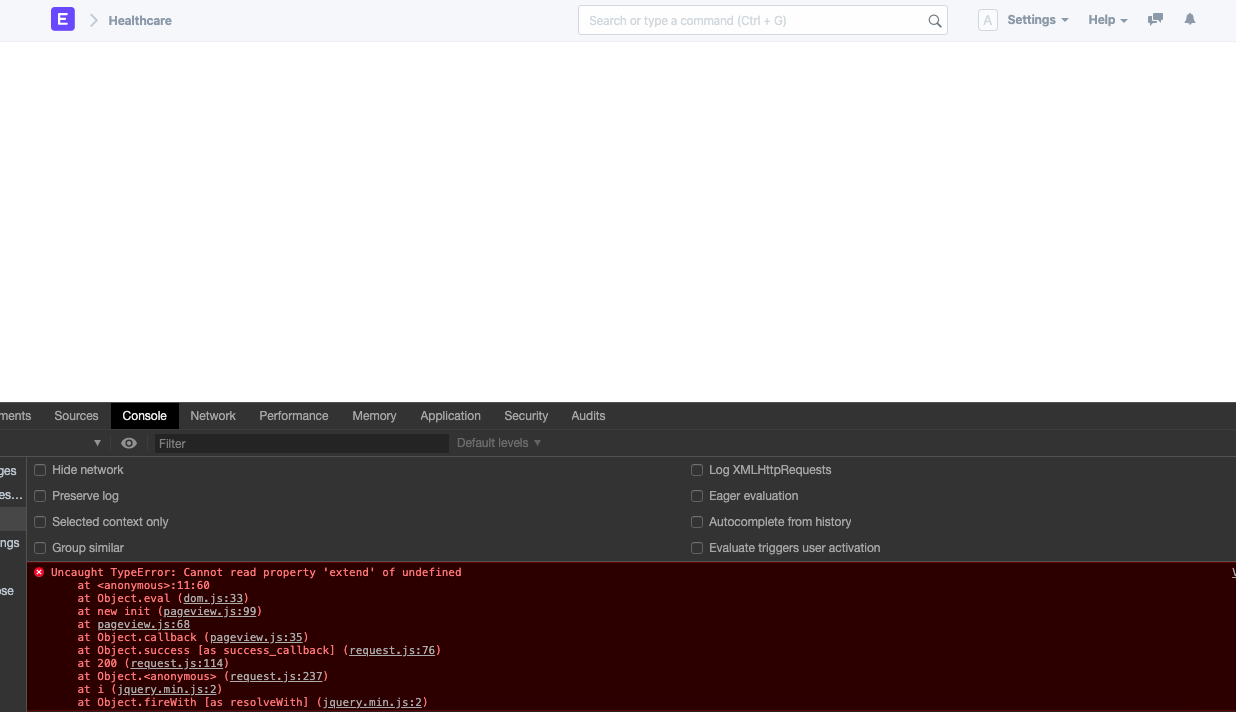 E Healthcare Search or type a command (Ctrl + G) A Settings Help
ments Sources Console Network Performance Memory Application Security Audits
Filter Default levels
ges
es...
ngs
ose
Hide network Log XMLHttpRequests
Preserve log Eager evaluation
Selected context only Autocomplete from history
Group similar Evaluate triggers user activation
Uncaught TypeError: Cannot read property 'extend' of undefined
at <anonymous>:11:60
at Object.eval (dom.js:33)
at new init (pageview.js:99)
at pageview.js:68
at Object.callback (pageview.js:35)
at Object.success [as success_callback] (request.js:76)
at 200 (request.js:114)
at Object.<anonymous> (request.js:237)
at i (jquery.min.js:2)
at Object.fireWith [as resolveWith] (jquery.min.js:2)